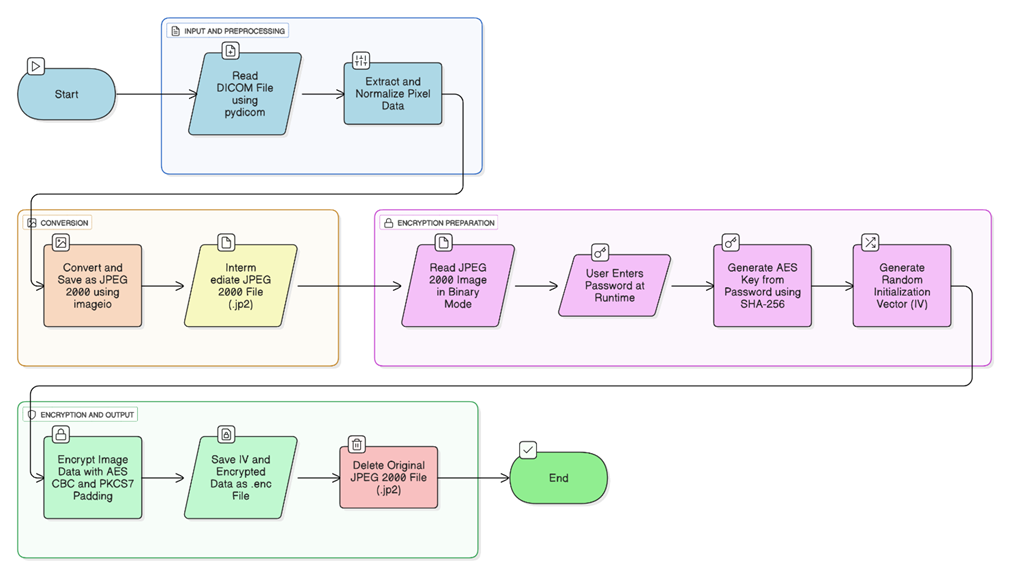 INPUT AND PREPROCESSING
Start
Read
DICOM File
using
pydicom
Extract and
Normalize Pixel
Data
CONVERSION
Convert and
Save as JPEG
2000 using
imageio
Interm
ediate JPEG
2000 File
(.jp2)
ENCRYPTION PREPARATION
Read JPEG
2000 Image
in Binary
Mode
User Enters
Password at
Runtime
Generate AES
Key from
Password using
SHA-256
Generate
Random
Initialization
Vector (IV)
ENCRYPTION AND OUTPUT
Encrypt Image
Data with AES
CBC and PKCS7
Padding
Save IV and
Encrypted
Data as .enc
File
Delete Original
JPEG 2000 File
(.jp2)
End